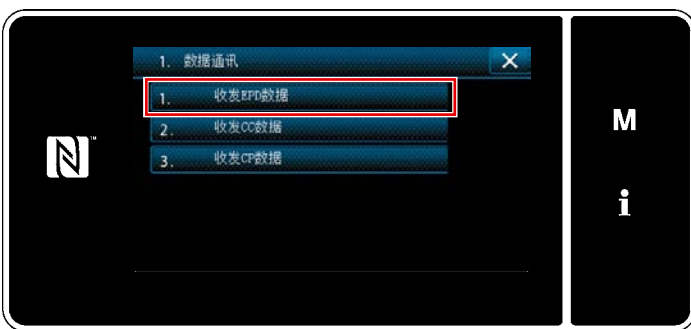 1. 数据通讯
1. 收发EPD数据
2. 收发CC数据
3. 收发CP数据
N™
M
i